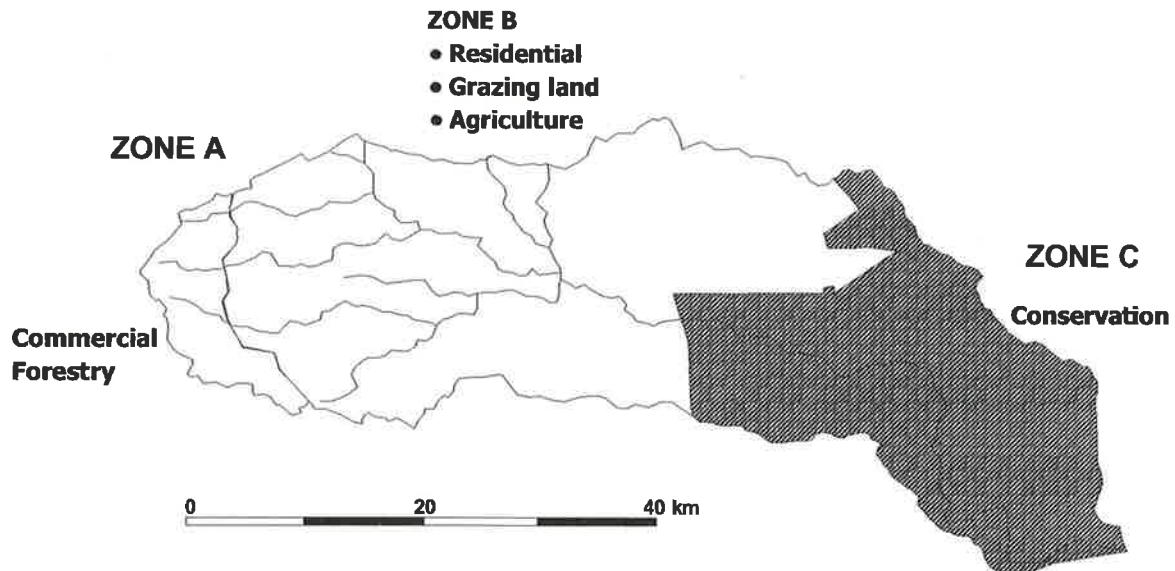 ZONE B
• Residential
• Grazing land
• Agriculture
ZONE A
ZONE C
Conservation
Commercial
Forestry
0 20 40 km